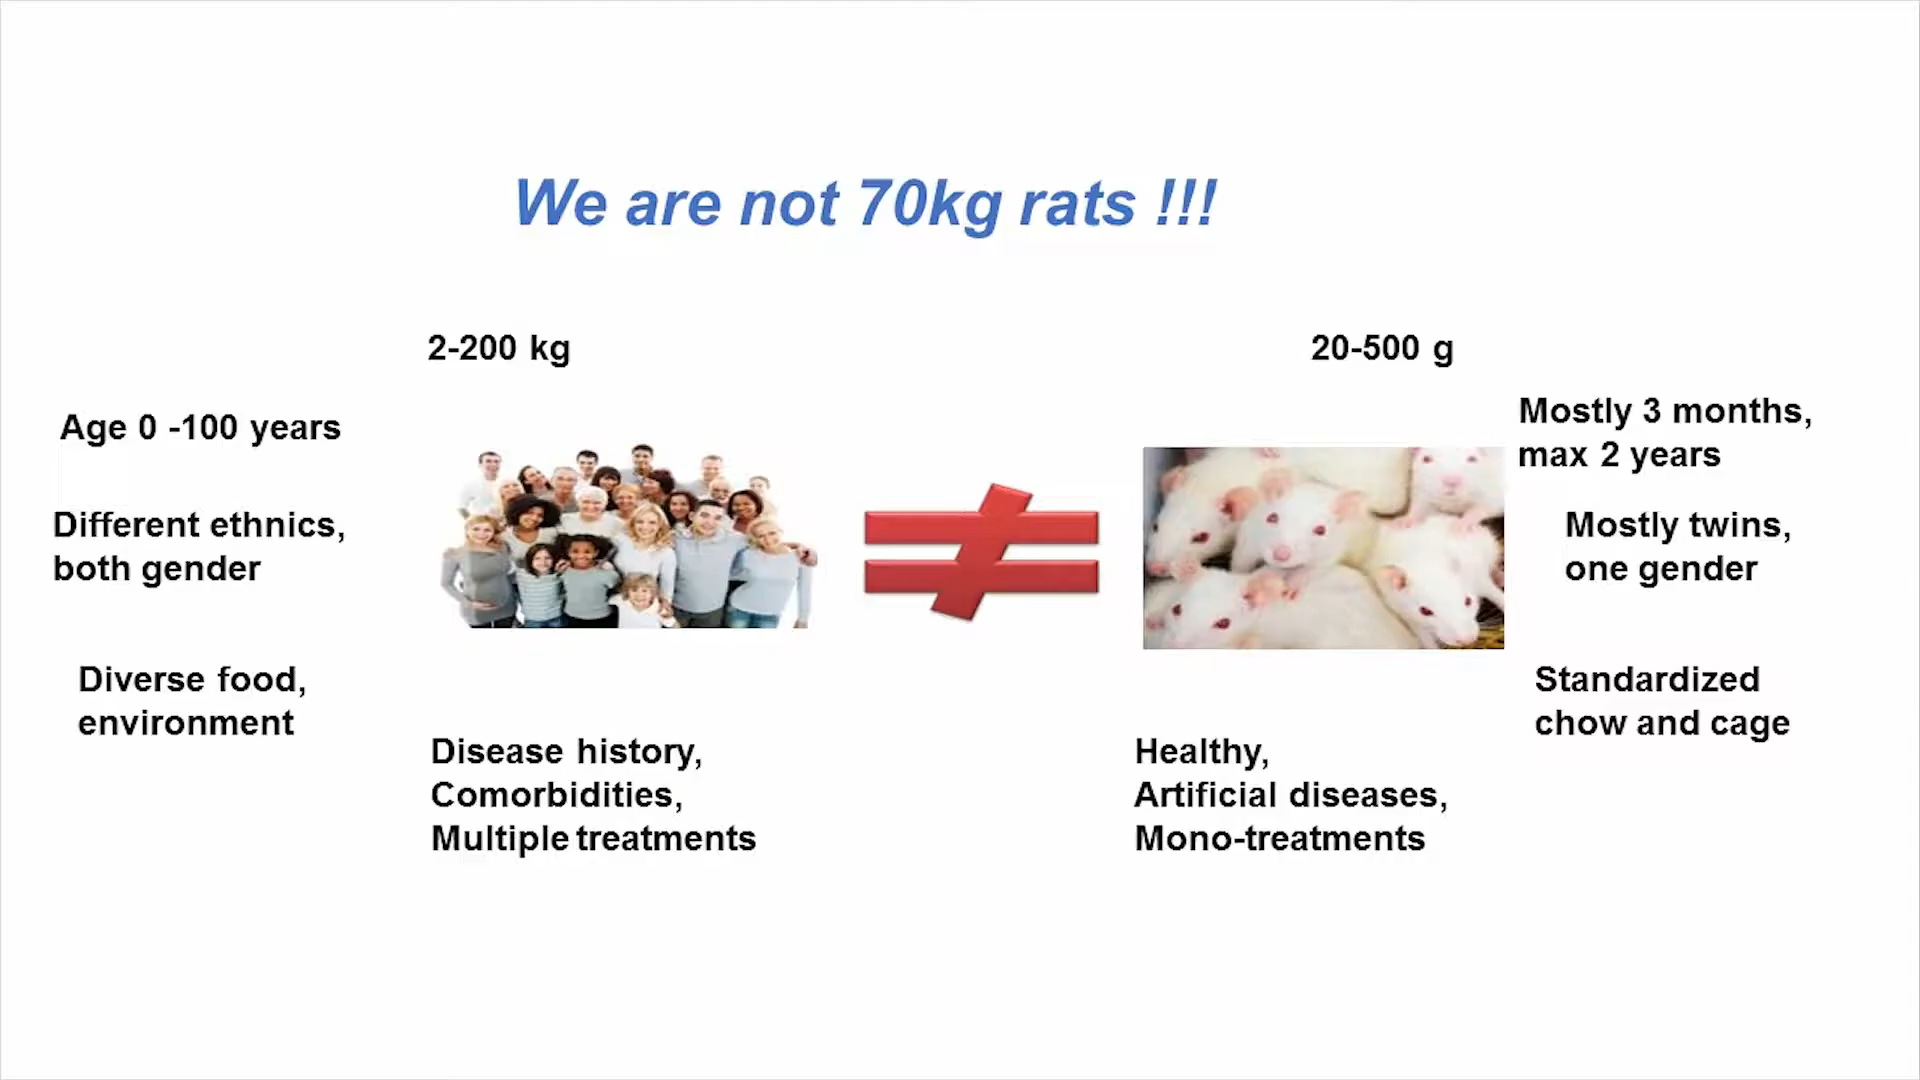 We are not 70kg rats !!!
2-200 kg
20-500 g
Age 0 -100 years
Mostly 3 months,
max 2 years
Different ethnics,
both gender
Mostly twins,
one gender
Diverse food,
environment
Standardized
chow and cage
Disease history,
Comorbidities,
Multiple treatments
Healthy,
Artificial diseases,
Mono-treatments